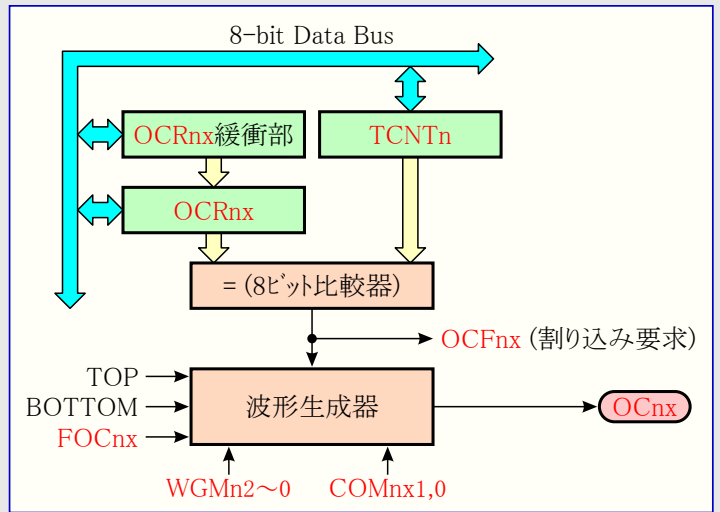 8-bit Data Bus
OCRnx緩衝部
TCNTn
OCRnx
= (8ﾋﾞｯﾄ比較器)
OCFnx (割り込み要求)
TOP
BOTTOM
FOCnx
波形生成器
OCnx
WGMn2～0
COMnx1,0